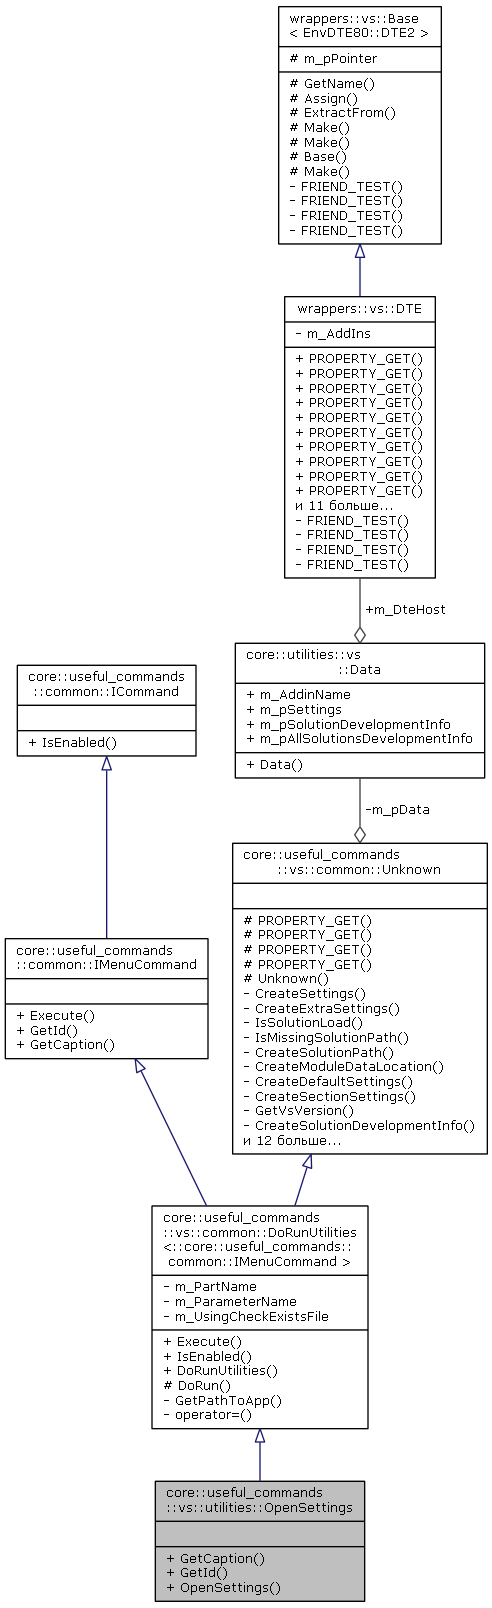 wrappers::vs::Base
< EnvDTE80::DTE2 >
# m_pPointer
# GetName()
# Assign()
# ExtractFrom()
# Make()
# Make()
# Base()
# Make()
- FRIEND_TEST()
- FRIEND_TEST()
- FRIEND_TEST()
- FRIEND_TEST()
wrappers::vs::DTE
- m_AddIns
+ PROPERTY_GET()
+ PROPERTY_GET()
+ PROPERTY_GET()
+ PROPERTY_GET()
+ PROPERTY_GET()
+ PROPERTY_GET()
+ PROPERTY_GET()
+ PROPERTY_GET()
+ PROPERTY_GET()
+ PROPERTY_GET()
и 11 больше...
- FRIEND_TEST()
- FRIEND_TEST()
- FRIEND_TEST()
- FRIEND_TEST()
+m_DteHost
core::utilities::vs
::Data
+ m_AddinName
+ m_pSettings
+ m_pSolutionDevelopmentInfo
+ m_pAllSolutionsDevelopmentInfo
+ Data()
core::useful_commands
::common::ICommand
+ IsEnabled()
-m_pData
core::useful_commands
::vs::common::Unknown
# PROPERTY_GET()
# PROPERTY_GET()
# PROPERTY_GET()
# PROPERTY_GET()
# Unknown()
- CreateSettings()
- CreateExtraSettings()
- IsSolutionLoad()
- IsMissingSolutionPath()
- CreateSolutionPath()
- CreateModuleDataLocation()
- CreateDefaultSettings()
- CreateSectionSettings()
- GetVsVersion()
- CreateSolutionDevelopmentInfo()
и 12 больше...
core::useful_commands
::common::IMenuCommand
+ Execute()
+ GetId()
+ GetCaption()
core::useful_commands
::vs::common::DoRunUtilities
<::core::useful_commands::
common::IMenuCommand >
- m_PartName
- m_ParameterName
- m_UsingCheckExistsFile
+ Execute()
+ IsEnabled()
+ DoRunUtilities()
# DoRun()
- GetPathToApp()
- operator=()
core::useful_commands
::vs::utilities::OpenSettings
+ GetCaption()
+ GetId()
+ OpenSettings()